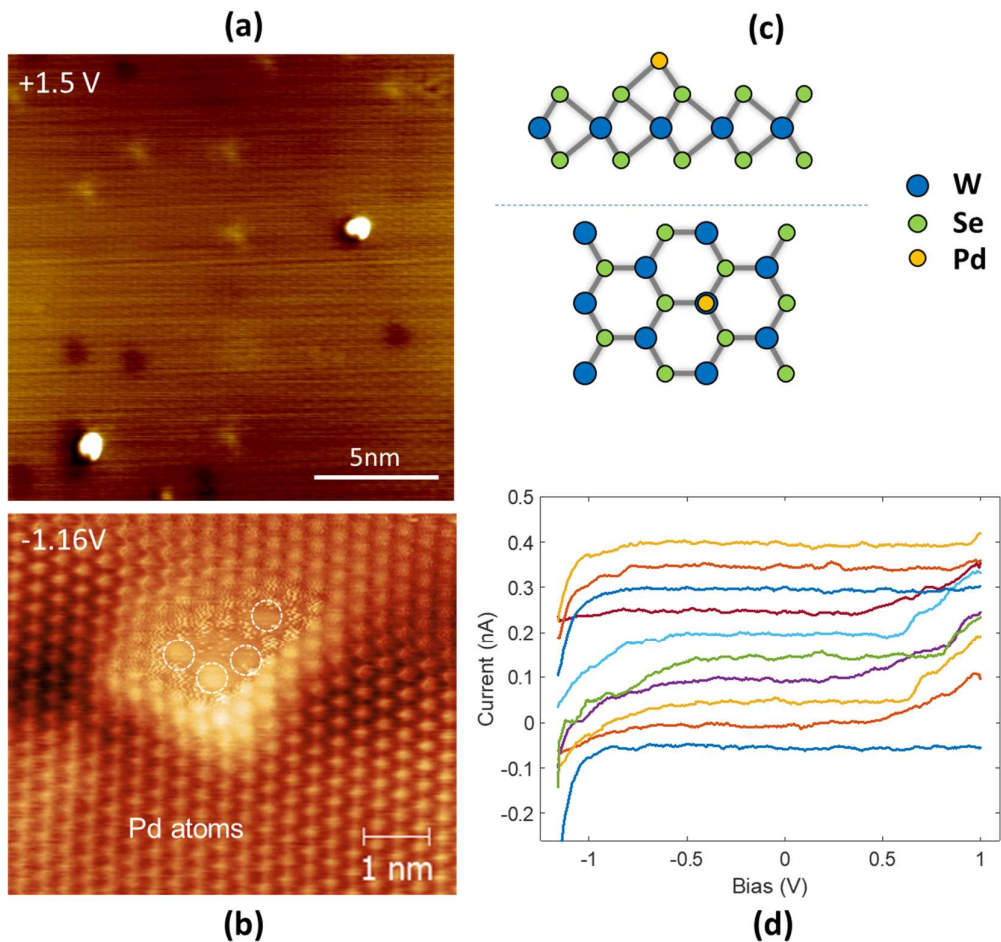 (a)
+1.5 V
5nm
-1.16V
Pd atoms
1 nm
(b)
(c)
W
Se
Pd
0.5
0.4
0.3
0.2
0.1
0
-0.1
-0.2
Current (nA)
-1
-0.5
0
0.5
1
Bias (V)
(d)